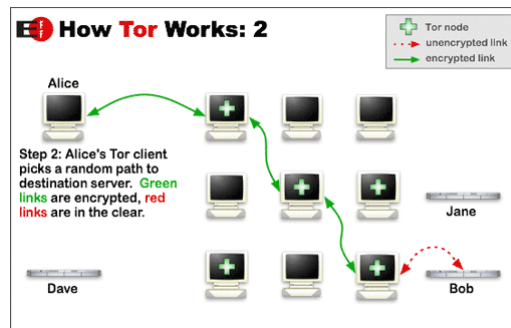 EFF How Tor Works: 2
Tor node
unencrypted link
encrypted link
Alice
Step 2: Alice's Tor client
picks a random path to
destination server. Green
links are encrypted, red
links are in the clear.
Jane
Dave
Bob